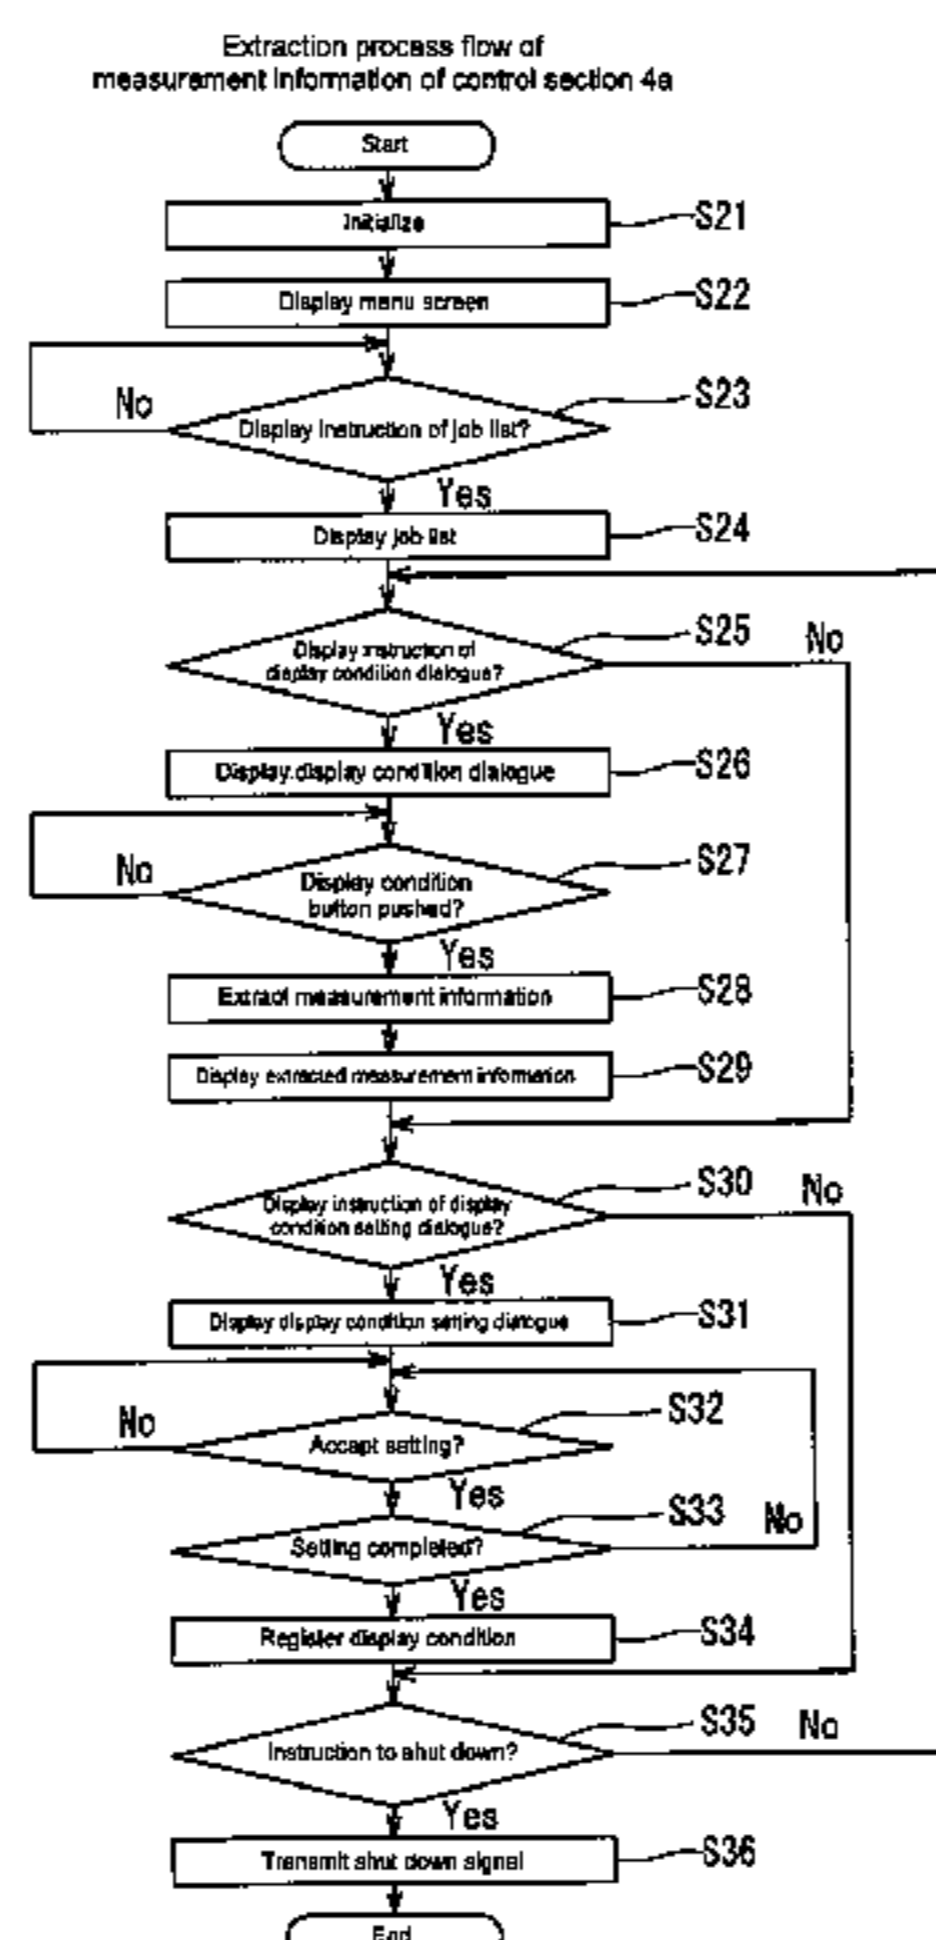 Extraction process flow of
measurement information of control section 4a
Start
Initialize
S21
Display menu screen
S22
No
Display instruction of job list?
S23
Yes
Display job list
S24
Display instruction of
display condition dialogue?
S25
No
Yes
Display display condition dialogue
S26
No
Display condition
button pushed?
S27
Yes
Extract measurement information
S28
Display extracted measurement information
S29
Display instruction of display
condition setting dialogue?
S30
No
Yes
Display display condition setting dialogue
S31
No
Accept setting?
S32
Yes
Setting completed?
S33
No
Yes
Register display condition
S34
Instruction to shut down?
S35
No
Yes
Transmit shut down signal
S36
End